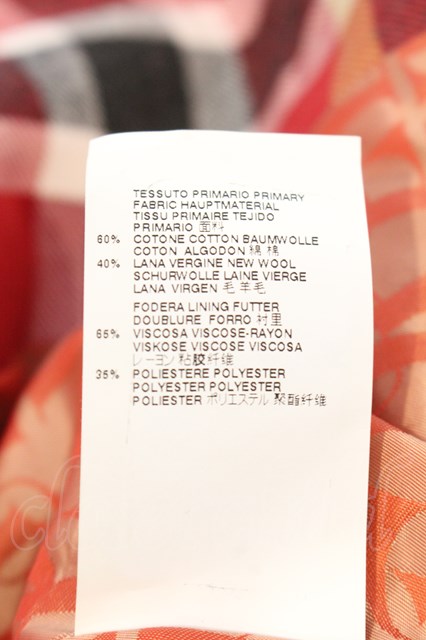 TESSUTO PRIMARIO PRIMARY
FABRIC HAUPTMATERIAL
TISSU PRIMAIRE TEJIDO
PRIMARIO 面料
60% COTONE COTTON BAUMWOLLE
COTON ALGODON 綿 棉
40% LANA VERGINE NEW WOOL
SCHURWOLLE LAINE VIERGE
LANA VIRGEN 毛 羊毛
FODERA LINING FUTTER
DOUBLURE FORRO 衬里
65% VISCOSA VISCOSE-RAYON
VISKOSE VISCOSE VISCOSA
レーヨン 粘胶纤维
35% POLIESTERE POLYESTER
POLYESTER POLYESTER
POLIESTER ポリエステル 聚酯纤维